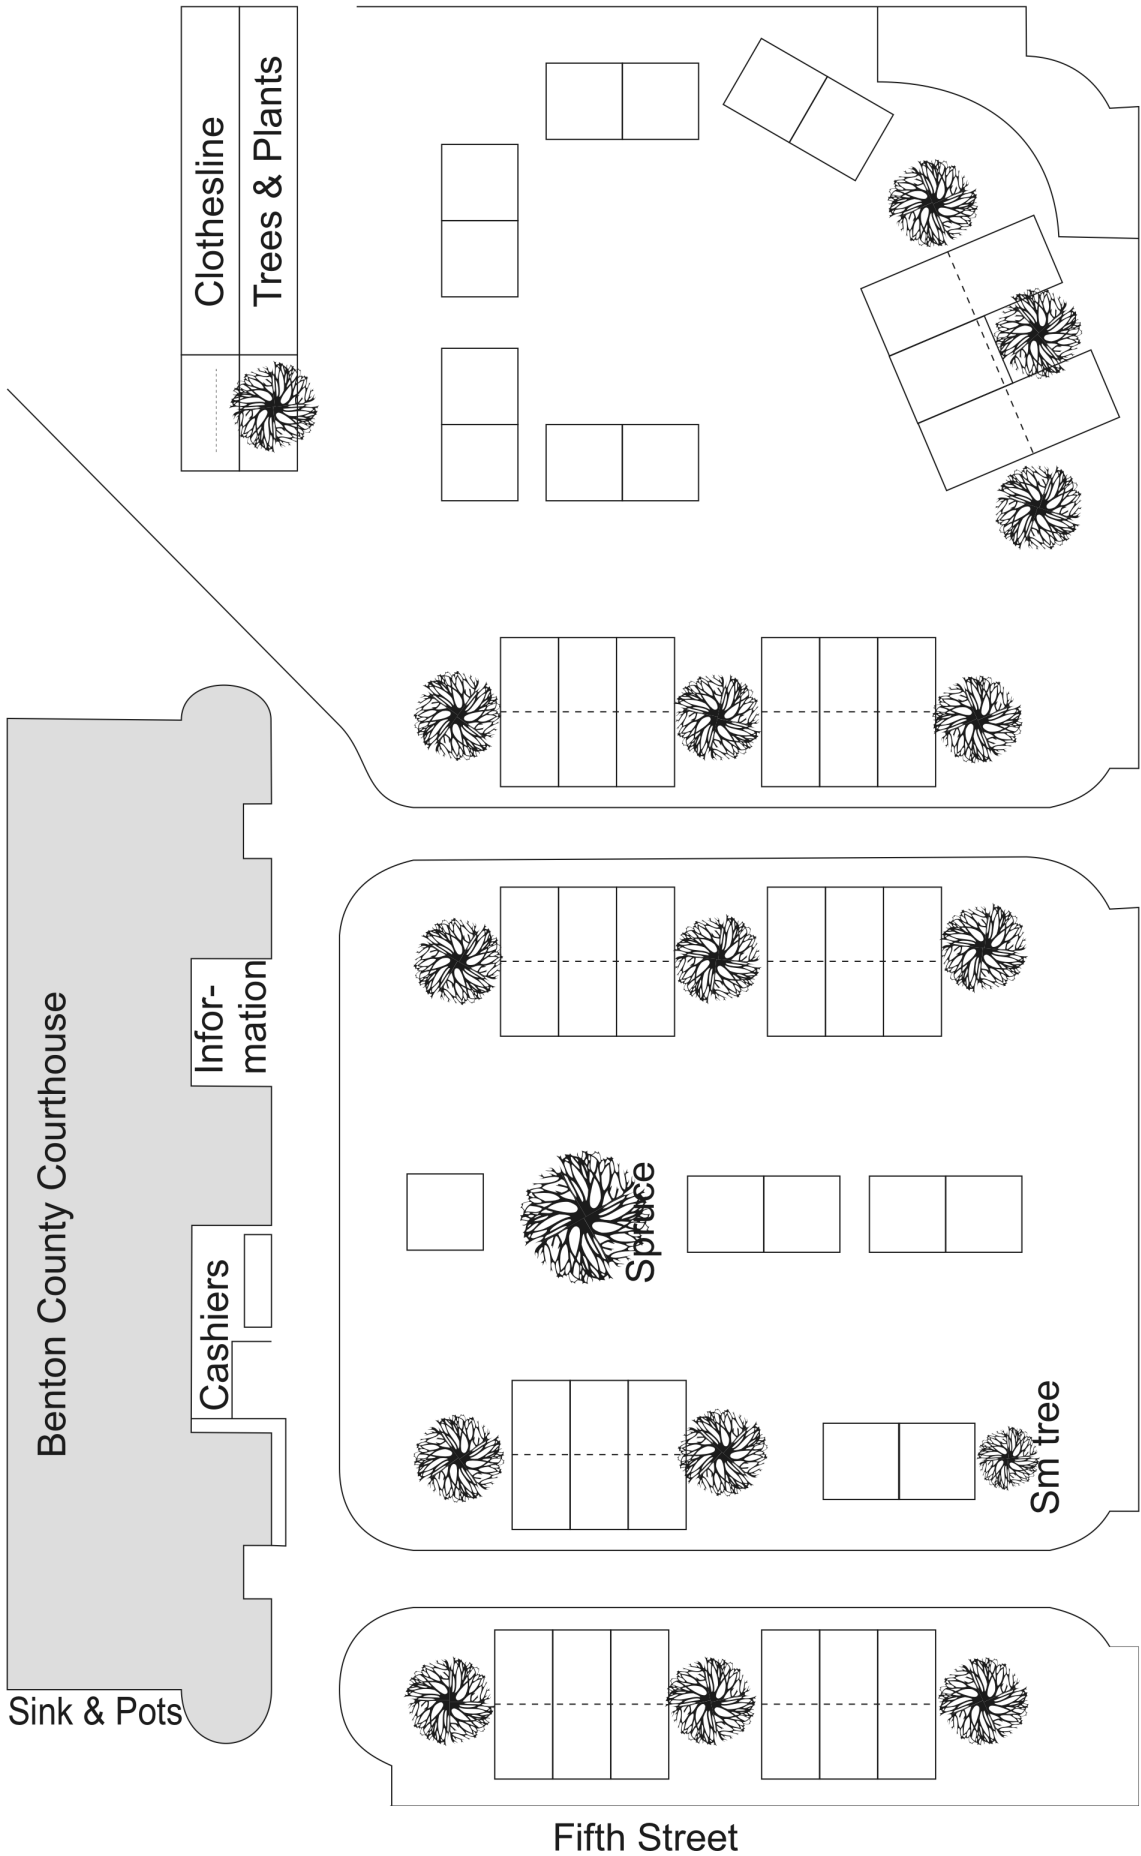 Clothesline
Trees & Plants
Benton County Courthouse
Infor-
mation
Spruce
Cashiers
Sm tree
Sink & Pots
Fifth Street